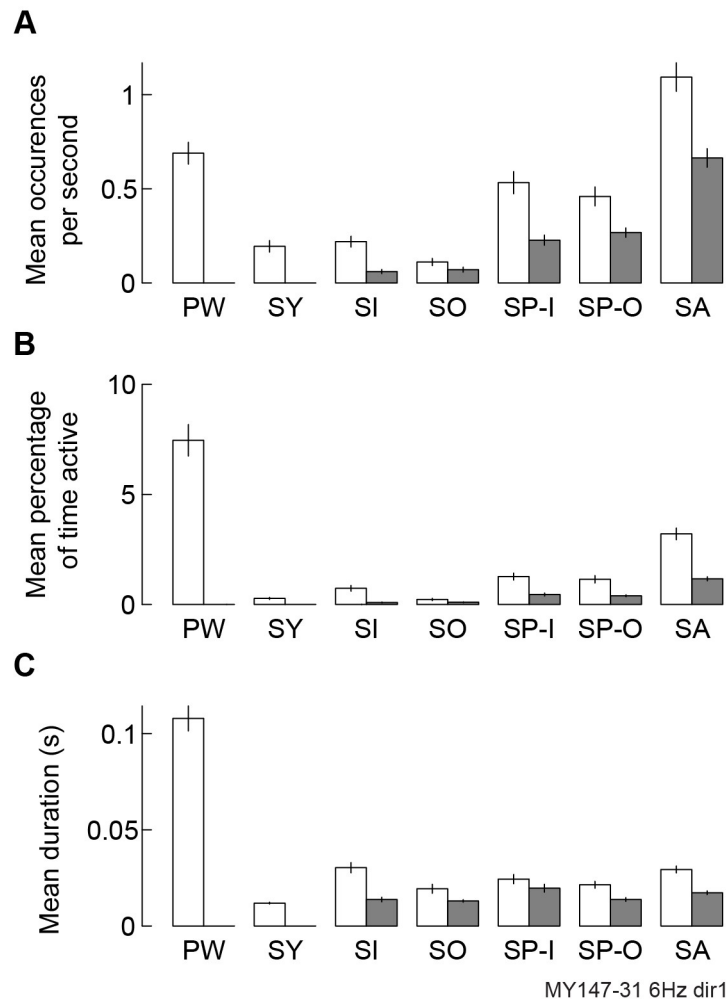 A
Mean occurences
per second
1
0.5
0
PW SY SI SO SP-I SP-O SA
B
Mean percentage
of time active
10
5
0
PW SY SI SO SP-I SP-O SA
C
Mean duration (s)
0.1
0.05
0
PW SY SI SO SP-I SP-O SA
MY147-31 6Hz dir1